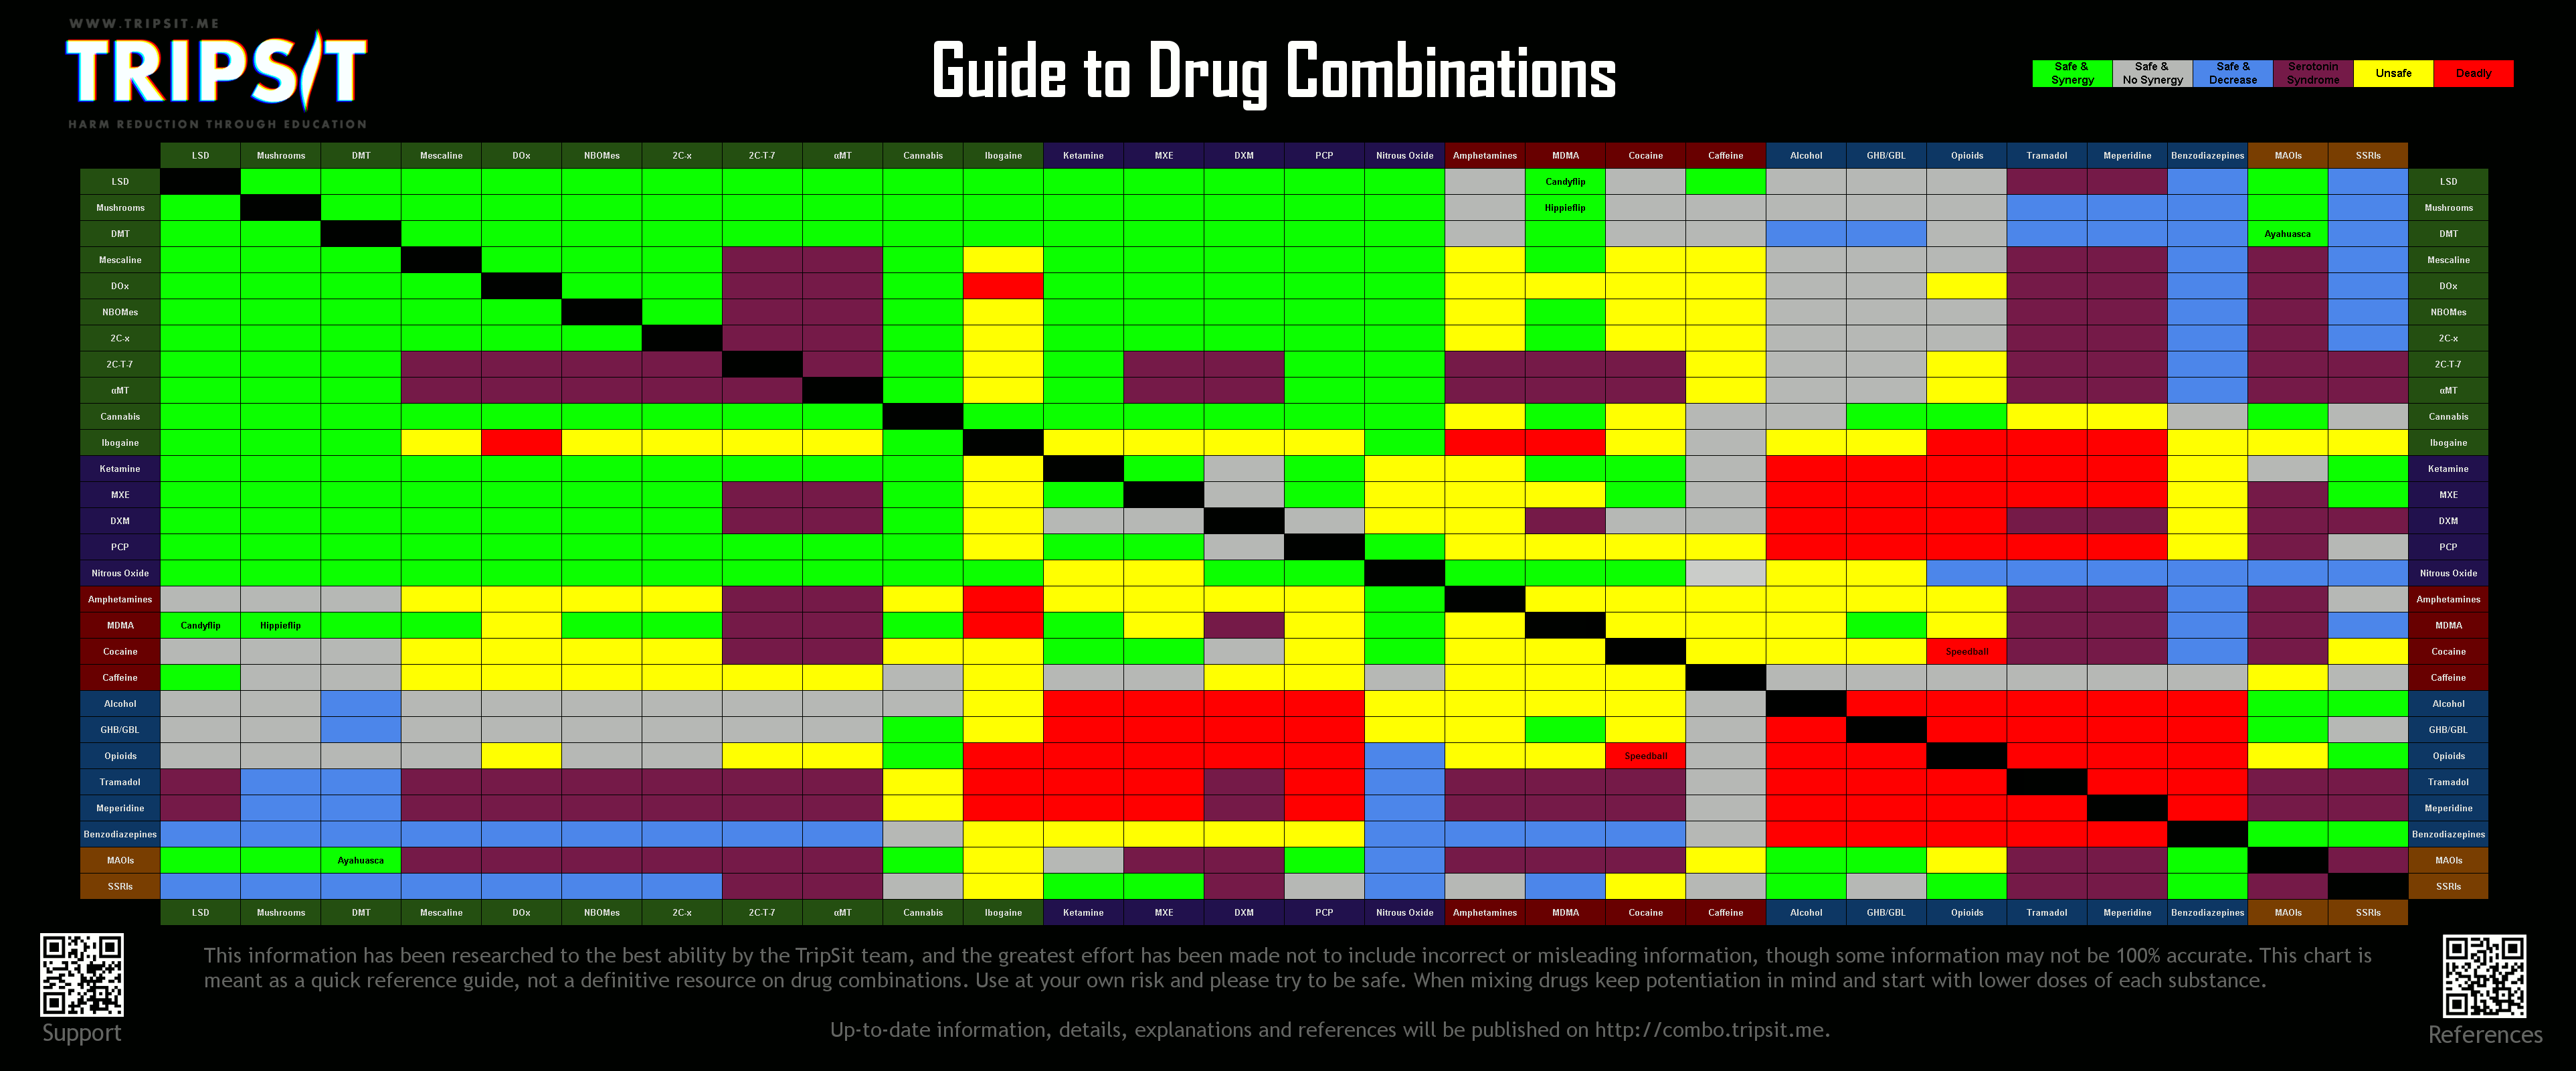 WWW.TRIPSIT.ME
TRIPSIT
HARM REDUCTION THROUGH EDUCATION
Guide to Drug Combinations
Safe & Synergy
Safe & No Synergy
Safe & Decrease
Serotonin Syndrome
Unsafe
Deadly
LSD Mushrooms DMT Mescaline DOx NBOMes 2C-x 2C-T-7 αMT Cannabis Ibogaine Ketamine MXE DXM PCP Nitrous Oxide Amphetamines MDMA Cocaine Caffeine Alcohol GHB/GBL Opioids Tramadol Meperidine Benzodiazepines MAOIs SSRIs
LSD Candyflip LSD
Mushrooms Hippieflip Mushrooms
DMT Ayahuasca DMT
Mescaline Mescaline
DOx DOx
NBOMes NBOMes
2C-x 2C-x
2C-T-7 2C-T-7
αMT αMT
Cannabis Cannabis
Ibogaine Ibogaine
Ketamine Ketamine
MXE MXE
DXM DXM
PCP PCP
Nitrous Oxide Nitrous Oxide
Amphetamines Amphetamines
MDMA Candyflip Hippieflip MDMA
Cocaine Speedball Cocaine
Caffeine Caffeine
Alcohol Alcohol
GHB/GBL GHB/GBL
Opioids Speedball Opioids
Tramadol Tramadol
Meperidine Meperidine
Benzodiazepines Benzodiazepines
MAOIs Ayahuasca MAOIs
SSRIs SSRIs
LSD Mushrooms DMT Mescaline DOx NBOMes 2C-x 2C-T-7 αMT Cannabis Ibogaine Ketamine MXE DXM PCP Nitrous Oxide Amphetamines MDMA Cocaine Caffeine Alcohol GHB/GBL Opioids Tramadol Meperidine Benzodiazepines MAOIs SSRIs
This information has been researched to the best ability by the TripSit team, and the greatest effort has been made not to include incorrect or misleading information, though some information may not be 100% accurate. This chart is
meant as a quick reference guide, not a definitive resource on drug combinations. Use at your own risk and please try to be safe. When mixing drugs keep potentiation in mind and start with lower doses of each substance.
Up-to-date information, details, explanations and references will be published on http://combo.tripsit.me.
Support
References